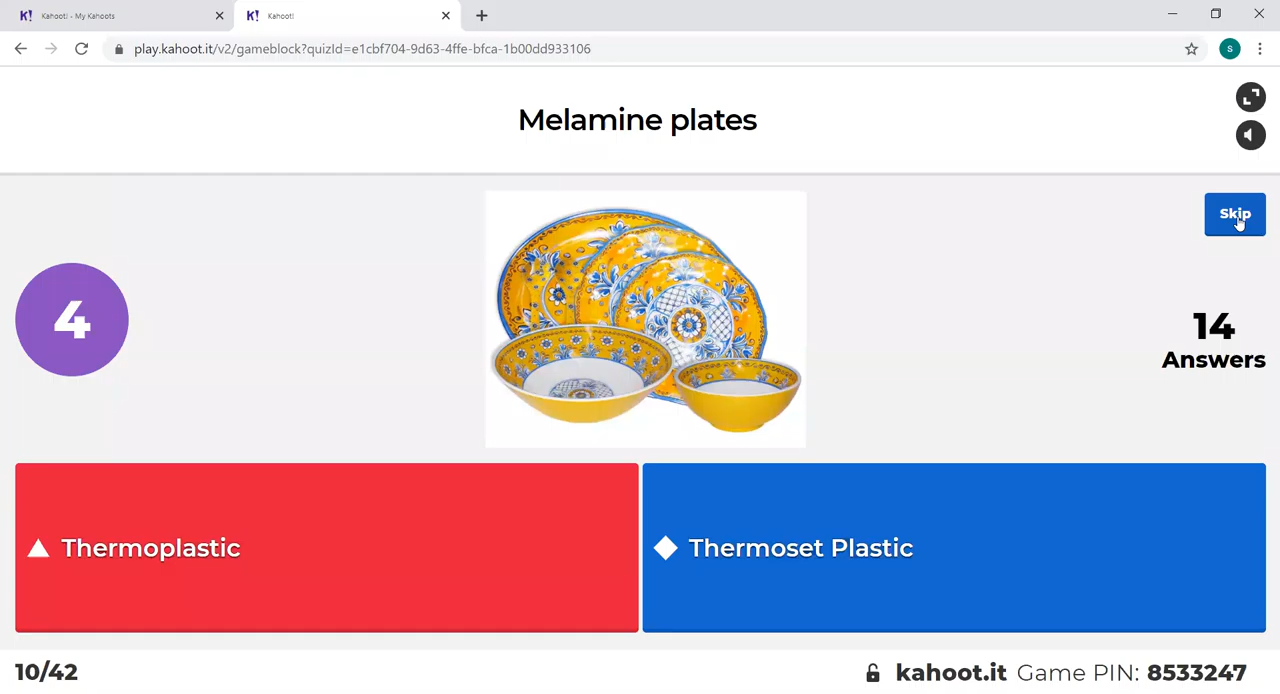 K! Kahoot! - My Kahoots
K! Kahoot!
play.kahoot.it/v2/gameblock?quizId=e1cbf704-9d63-4ffe-bfca-1b00dd933106
S
Melamine plates
Skip
4
14
Answers
Thermoplastic
Thermoset Plastic
10/42
kahoot.it Game PIN: 8533247